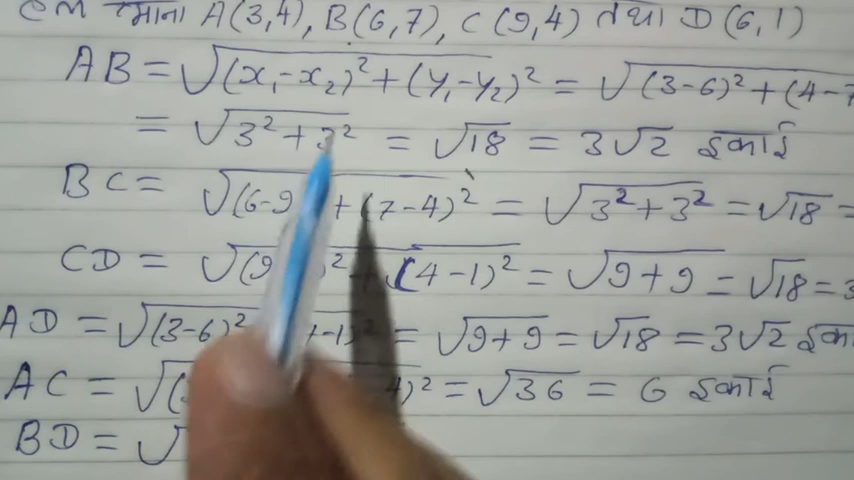 हम माना A(3,4), B(6,7), C(9,4) तथा D(6,1)
AB = √(x₁-x₂)² + (y₁-y₂)² = √(3-6)² + (4-7
= √3²+3² = √18 = 3√2 इकाई
BC = √(6-9 + (7-4)² = √3²+3² = √18 =
CD = √(9 )² + (4-1)² = √9+9 = √18 = 3
AD = √(3-6)² -1)² = √9+9 = √18 = 3√2 इका
AC = √( 4)² = √36 = 6 इकाई
BD = √